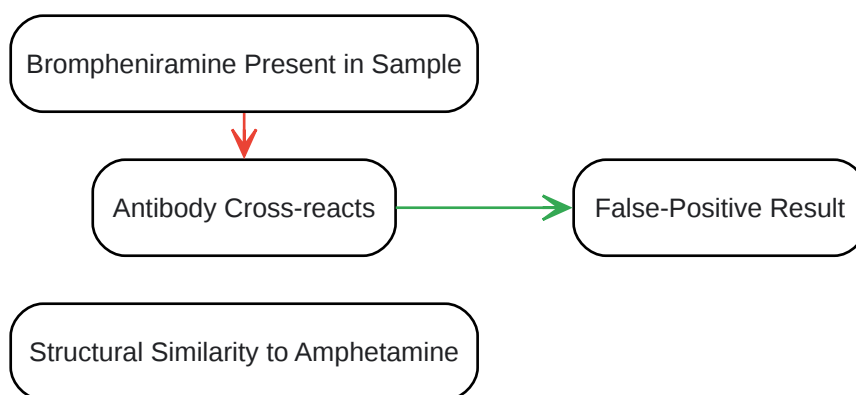 Brompheniramine Present in Sample
Antibody Cross-reacts
False-Positive Result
Structural Similarity to Amphetamine